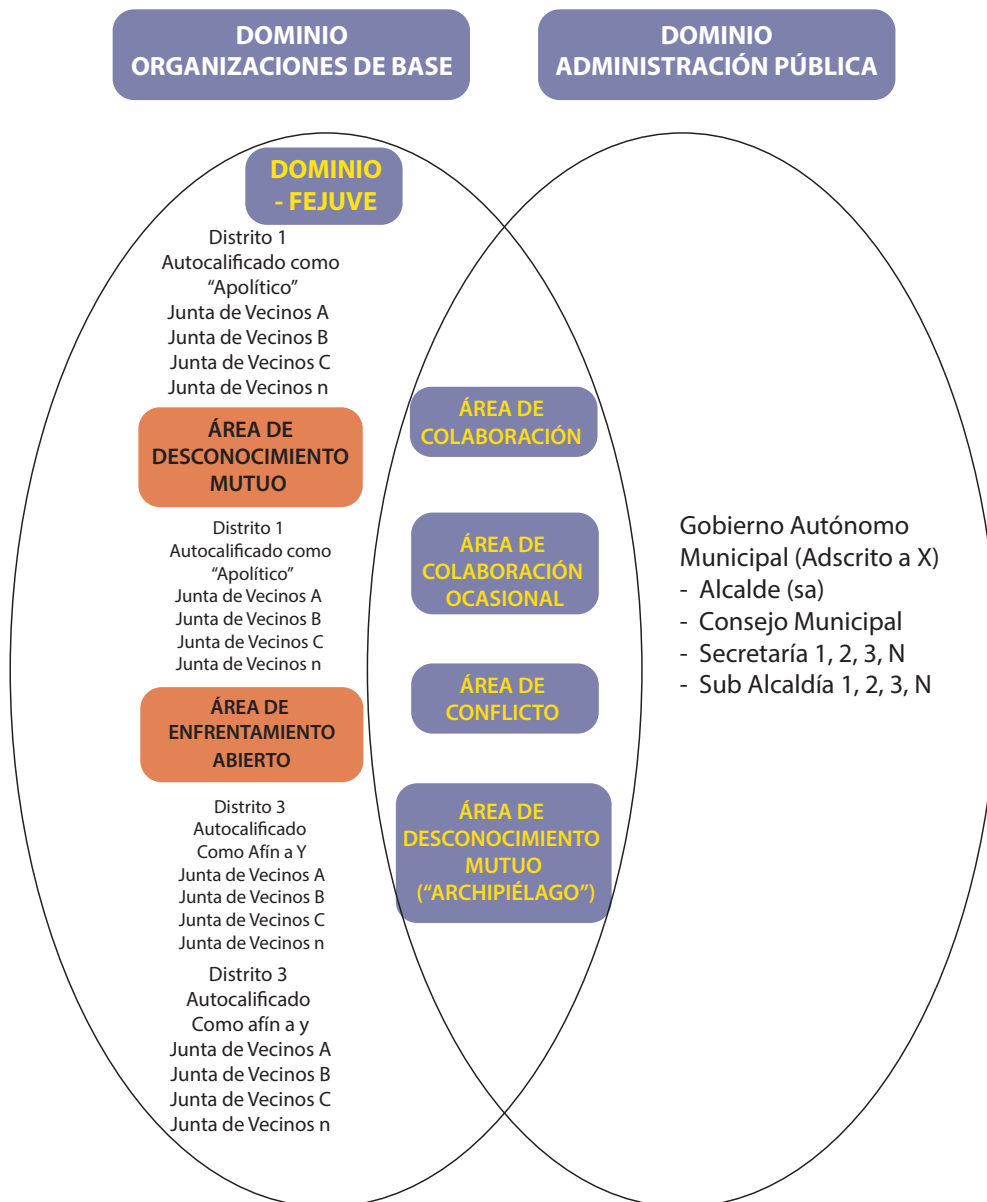 DOMINIO
ORGANIZACIONES DE BASE
DOMINIO
ADMINISTRACIÓN PÚBLICA
DOMINIO
- FEJUVE
Distrito 1
Autocalificado como
“Apolítico”
Junta de Vecinos A
Junta de Vecinos B
Junta de Vecinos C
Junta de Vecinos n
ÁREA DE
DESCONOCIMIENTO
MUTUO
Distrito 1
Autocalificado como
“Apolítico”
Junta de Vecinos A
Junta de Vecinos B
Junta de Vecinos C
Junta de Vecinos n
ÁREA DE
ENFRENTAMIENTO
ABIERTO
Distrito 3
Autocalificado
Como Afín a Y
Junta de Vecinos A
Junta de Vecinos B
Junta de Vecinos C
Junta de Vecinos n
Distrito 3
Autocalificado
Como afín a y
Junta de Vecinos A
Junta de Vecinos B
Junta de Vecinos C
Junta de Vecinos n
ÁREA DE
COLABORACIÓN
ÁREA DE
COLABORACIÓN
OCASIONAL
ÁREA DE
CONFLICTO
ÁREA DE
DESCONOCIMIENTO
MUTUO
(“ARCHIPIÉLAGO”)
Gobierno Autónomo
Municipal (Adscrito a X)
- Alcalde (sa)
- Consejo Municipal
- Secretaría 1, 2, 3, N
- Sub Alcaldía 1, 2, 3, N